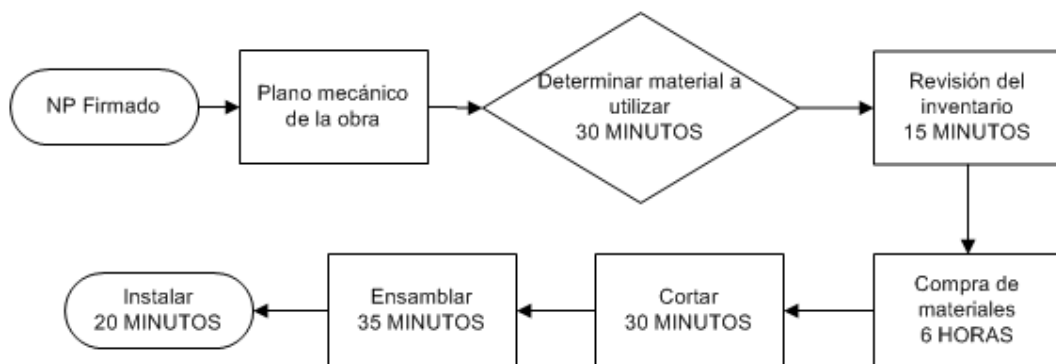 NP Firmado
Plano mecánico
de la obra
Determinar material a
utilizar
30 MINUTOS
Revisión del
inventario
15 MINUTOS
Compra de
materiales
6 HORAS
Cortar
30 MINUTOS
Ensamblar
35 MINUTOS
Instalar
20 MINUTOS